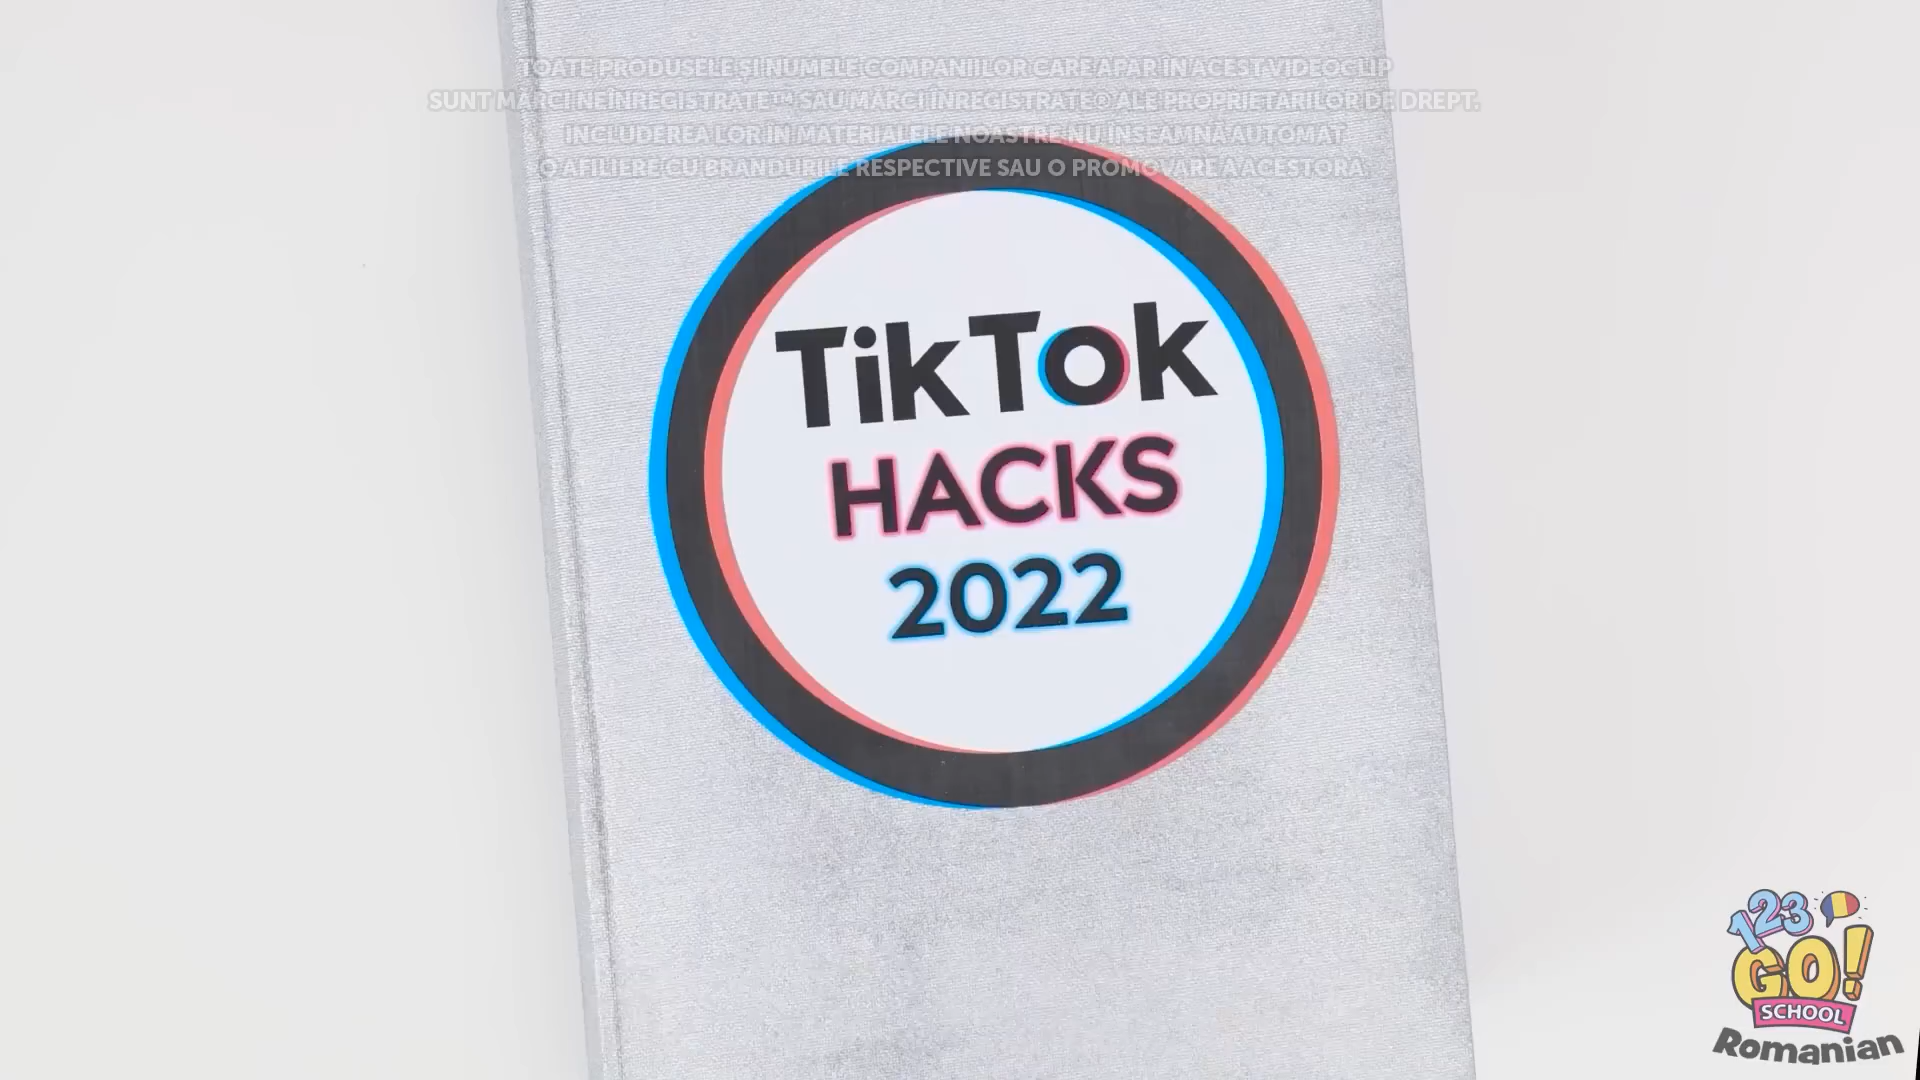 TOATE PRODUSELE ȘI NUMELE COMPANIILOR CARE APAR ÎN ACEST VIDEOCLIP
SUNT MĂRCI NEÎNREGISTRATE™ SAU MĂRCI ÎNREGISTRATE® ALE PROPRIETARILOR DE DREPT.
INCLUDEREA LOR ÎN MATERIALELE NOASTRE NU ÎNSEAMNĂ AUTOMAT
O AFILIERE CU BRANDURILE RESPECTIVE SAU O PROMOVARE A ACESTORA
TikTok
HACKS
2022
123
GO!
SCHOOL
Romanian